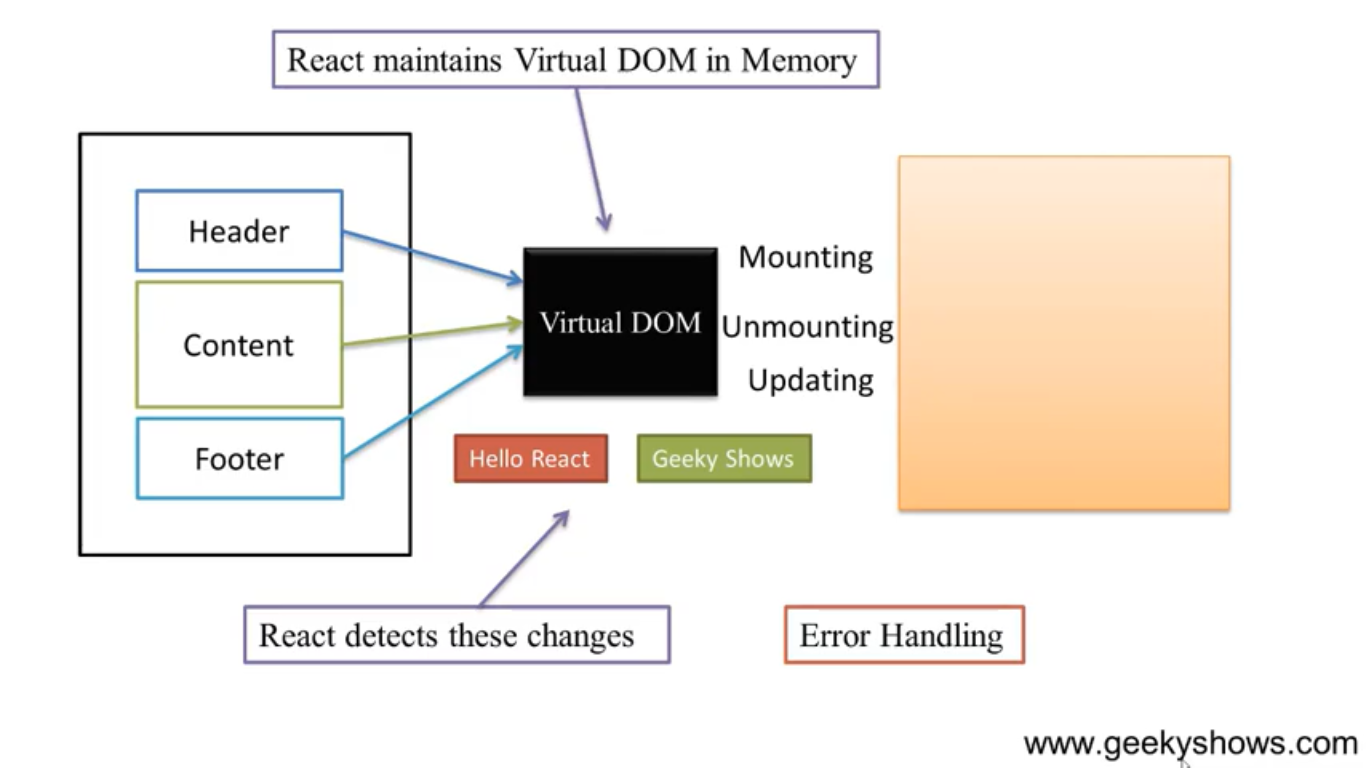 React maintains Virtual DOM in Memory
Header
Content
Footer
Virtual DOM
Mounting
Unmounting
Updating
Hello React
Geeky Shows
React detects these changes
Error Handling
www.geekyshows.com